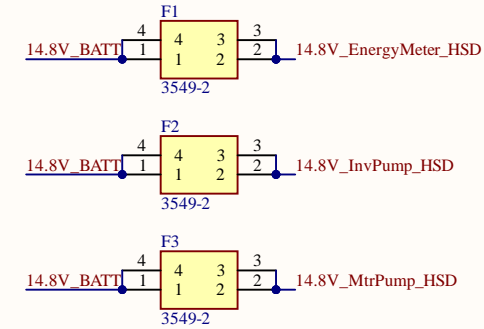 F1
4 4 3 3
14.8V_BATT 1 1 2 2 14.8V_EnergyMeter_HSD
3549-2
F2
4 4 3 3
14.8V_BATT 1 1 2 2 14.8V_InvPump_HSD
3549-2
F3
4 4 3 3
14.8V_BATT 1 1 2 2 14.8V_MtrPump_HSD
3549-2